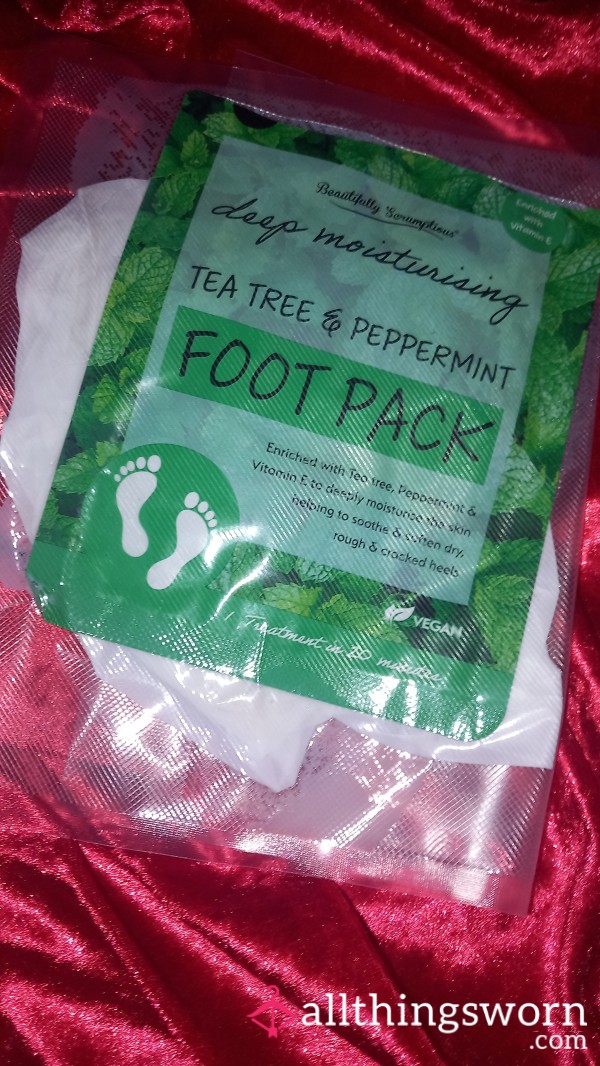 Beautifully Scrumptious
Enriched
with
Vitamin E
deep moisturising
TEA TREE & PEPPERMINT
FOOT PACK
Enriched with Tea tree, Peppermint &
Vitamin E to deeply moisturise the skin
helping to soothe & soften dry,
rough & cracked heels
VEGAN
1 Treatment in 20 minutes
allthingsworn
.com